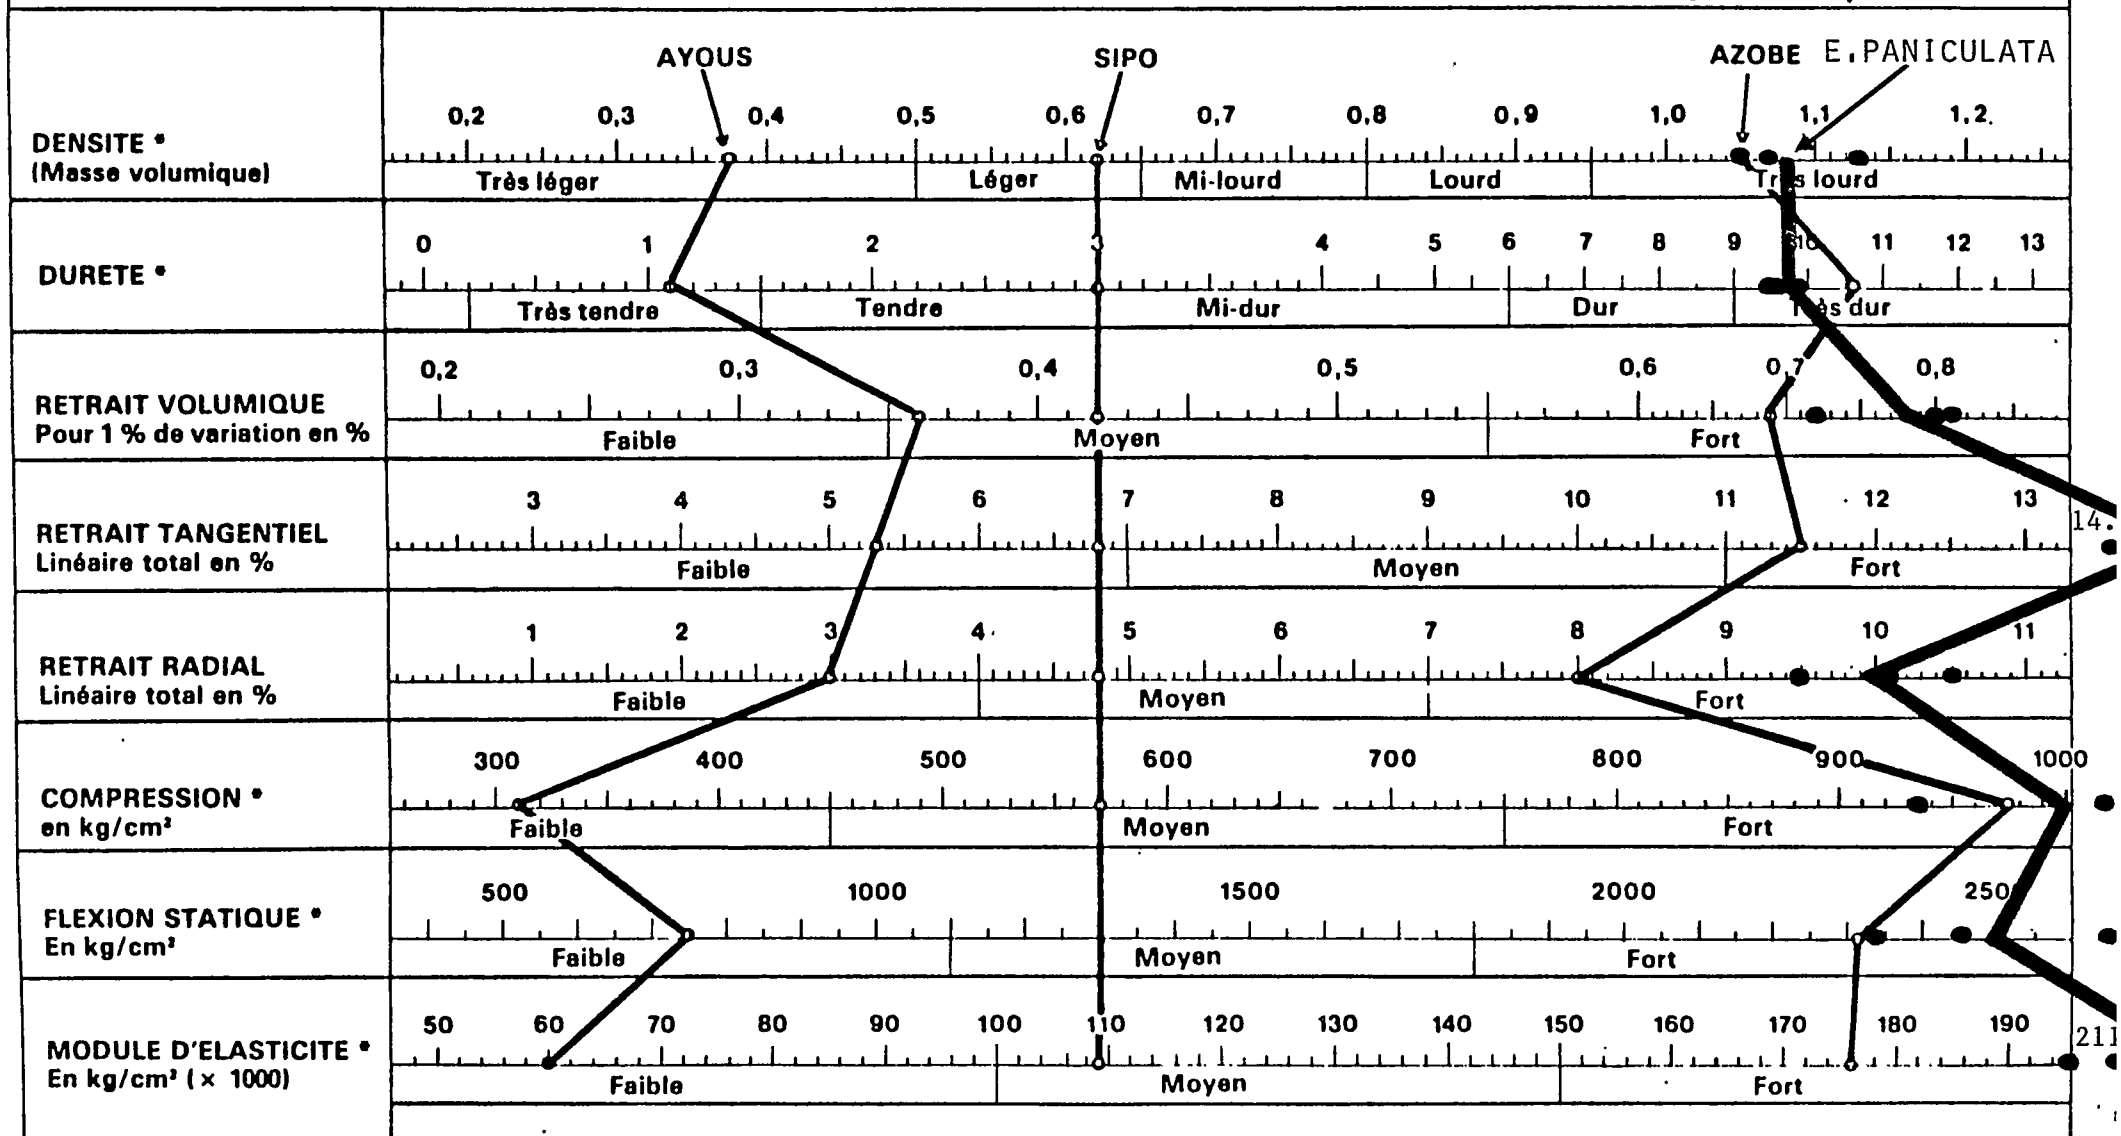 AYOUS SIPO AZOBE E.PANICULATA
0,2 0,3 0,4 0,5 0,6 0,7 0,8 0,9 1,0 1,1 1,2
DENSITE *
(Masse volumique)
Très léger Léger Mi-lourd Lourd Très lourd
0 1 2 3 4 5 6 7 8 9 10 11 12 13
DURETE *
Très tendre Tendre Mi-dur Dur Très dur
0,2 0,3 0,4 0,5 0,6 0,7 0,8
RETRAIT VOLUMIQUE
Pour 1 % de variation en %
Faible Moyen Fort
3 4 5 6 7 8 9 10 11 12 13
14.
RETRAIT TANGENTIEL
Linéaire total en %
Faible Moyen Fort
1 2 3 4 5 6 7 8 9 10 11
RETRAIT RADIAL
Linéaire total en %
Faible Moyen Fort
300 400 500 600 700 800 900 1000
COMPRESSION *
en kg/cm²
Faible Moyen Fort
500 1000 1500 2000 250
FLEXION STATIQUE *
En kg/cm²
Faible Moyen Fort
50 60 70 80 90 100 110 120 130 140 150 160 170 180 190
211
MODULE D'ELASTICITE *
En kg/cm² (× 1000)
Faible Moyen Fort